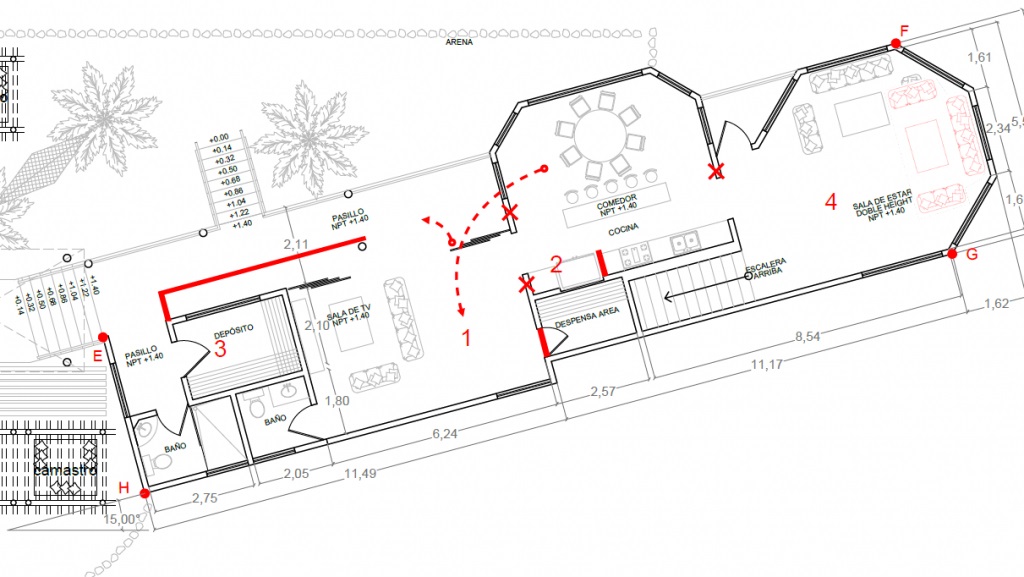 ARENA
F
1,61
+0.00
+0.14
+0.32
+0.50
+0.68
+0.86
+1.04
+1.22
+1.40
2,34
PASILLO
NPT +1.40
COMEDOR
NPT +1.40
4
SALA DE ESTAR
DOBLE HEIGHT
NPT +1.40
2,11
COCINA
G
2
ESCALERA
ARRIBA
+1.40
+1.22
+1.04
+0.86
+0.68
+0.50
+0.32
+0.14
1,62
SALA DE TV
NPT +1.40
2,10
DESPENSA AREA
1
DEPÓSITO
3
E
PASILLO
NPT +1.40
8,54
11,17
2,57
1,80
BAÑO
BAÑO
6,24
11,49
2,05
2,75
camastro
H
15,00°